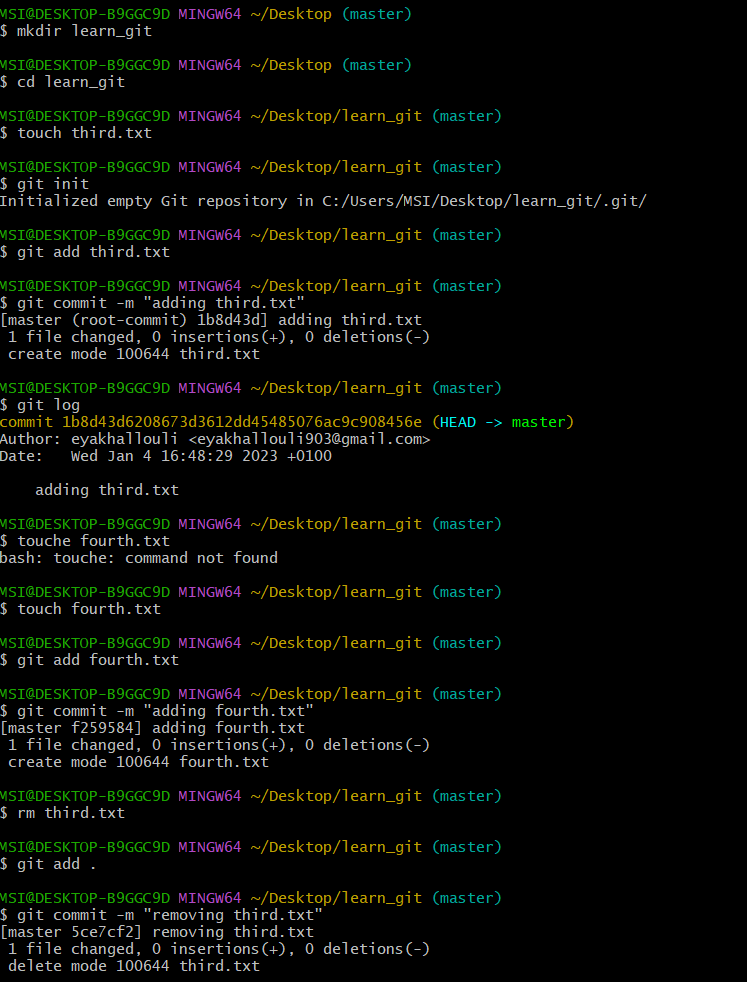 MSI@DESKTOP-B9GGC9D MINGW64 ~/Desktop (master)
$ mkdir learn_git
MSI@DESKTOP-B9GGC9D MINGW64 ~/Desktop (master)
$ cd learn_git
MSI@DESKTOP-B9GGC9D MINGW64 ~/Desktop/learn_git (master)
$ touch third.txt
MSI@DESKTOP-B9GGC9D MINGW64 ~/Desktop/learn_git (master)
$ git init
Initialized empty Git repository in C:/Users/MSI/Desktop/learn_git/.git/
MSI@DESKTOP-B9GGC9D MINGW64 ~/Desktop/learn_git (master)
$ git add third.txt
MSI@DESKTOP-B9GGC9D MINGW64 ~/Desktop/learn_git (master)
$ git commit -m "adding third.txt"
[master (root-commit) 1b8d43d] adding third.txt
 1 file changed, 0 insertions(+), 0 deletions(-)
 create mode 100644 third.txt
MSI@DESKTOP-B9GGC9D MINGW64 ~/Desktop/learn_git (master)
$ git log
commit 1b8d43d6208673d3612dd45485076ac9c908456e (HEAD -> master)
Author: eyakhallouli <eyakhallouli903@gmail.com>
Date:   Wed Jan 4 16:48:29 2023 +0100
    adding third.txt
MSI@DESKTOP-B9GGC9D MINGW64 ~/Desktop/learn_git (master)
$ touche fourth.txt
bash: touche: command not found
MSI@DESKTOP-B9GGC9D MINGW64 ~/Desktop/learn_git (master)
$ touch fourth.txt
MSI@DESKTOP-B9GGC9D MINGW64 ~/Desktop/learn_git (master)
$ git add fourth.txt
MSI@DESKTOP-B9GGC9D MINGW64 ~/Desktop/learn_git (master)
$ git commit -m "adding fourth.txt"
[master f259584] adding fourth.txt
 1 file changed, 0 insertions(+), 0 deletions(-)
 create mode 100644 fourth.txt
MSI@DESKTOP-B9GGC9D MINGW64 ~/Desktop/learn_git (master)
$ rm third.txt
MSI@DESKTOP-B9GGC9D MINGW64 ~/Desktop/learn_git (master)
$ git add .
MSI@DESKTOP-B9GGC9D MINGW64 ~/Desktop/learn_git (master)
$ git commit -m "removing third.txt"
[master 5ce7cf2] removing third.txt
 1 file changed, 0 insertions(+), 0 deletions(-)
 delete mode 100644 third.txt